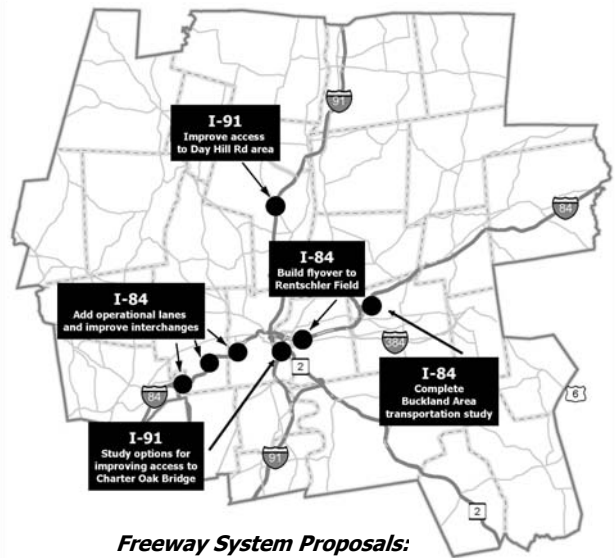 91
I-91
Improve access
to Day Hill Rd area
84
I-84
Build flyover to
Rentschler Field
I-84
Add operational lanes
and improve interchanges
384
2
I-84
Complete
Buckland Area
transportation study
6
84
I-91
Study options for
improving access to
Charter Oak Bridge
91
2
Freeway System Proposals: